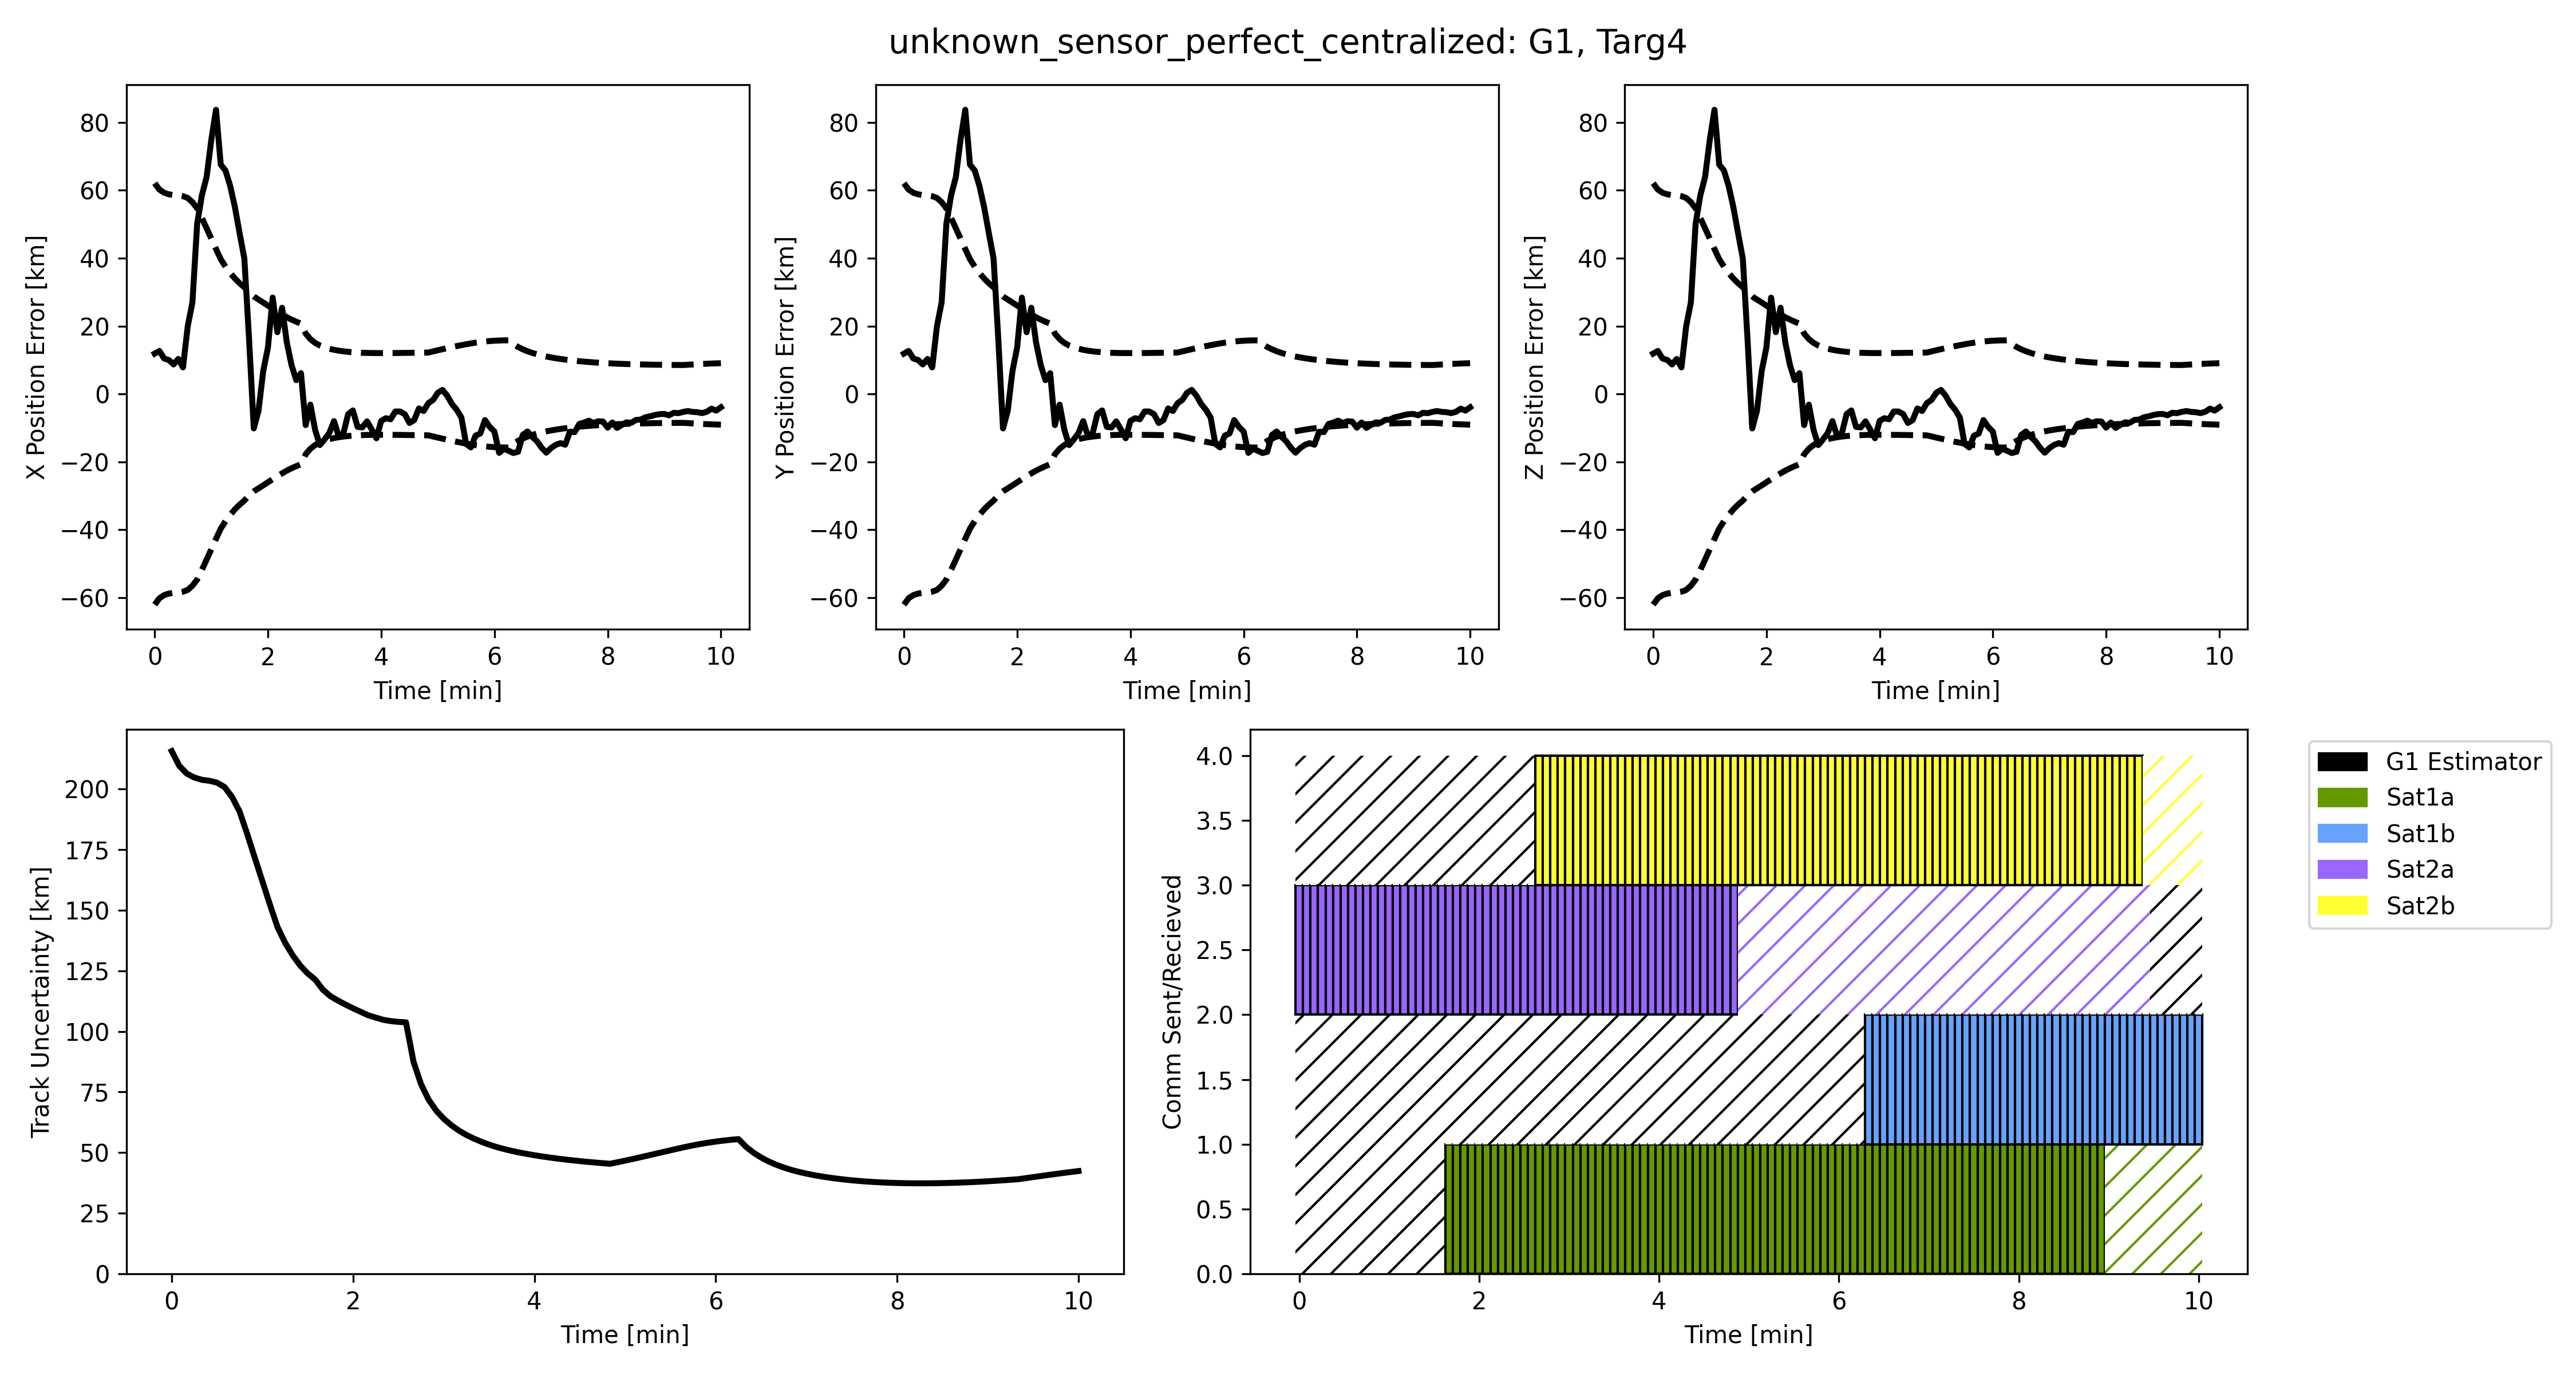 unknown_sensor_perfect_centralized: G1, Targ4
X Position Error [km]
80
60
40
20
0
−20
−40
−60
0 2 4 6 8 10
Time [min]
Y Position Error [km]
80
60
40
20
0
−20
−40
−60
0 2 4 6 8 10
Time [min]
Z Position Error [km]
80
60
40
20
0
−20
−40
−60
0 2 4 6 8 10
Time [min]
Track Uncertainty [km]
200
175
150
125
100
75
50
25
0
0 2 4 6 8 10
Time [min]
Comm Sent/Recieved
4.0
3.5
3.0
2.5
2.0
1.5
1.0
0.5
0.0
0 2 4 6 8 10
Time [min]
G1 Estimator
Sat1a
Sat1b
Sat2a
Sat2b